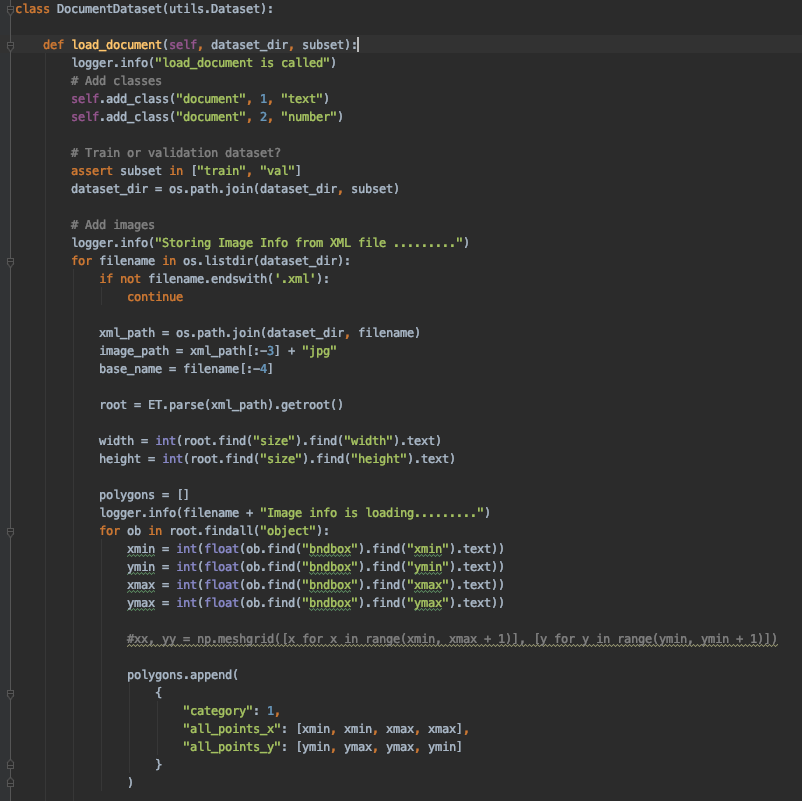 class DocumentDataset(utils.Dataset):
def load_document(self, dataset_dir, subset):
logger.info("load_document is called")
# Add classes
self.add_class("document", 1, "text")
self.add_class("document", 2, "number")
# Train or validation dataset?
assert subset in ["train", "val"]
dataset_dir = os.path.join(dataset_dir, subset)
# Add images
logger.info("Storing Image Info from XML file .........")
for filename in os.listdir(dataset_dir):
if not filename.endswith('.xml'):
continue
xml_path = os.path.join(dataset_dir, filename)
image_path = xml_path[:-3] + "jpg"
base_name = filename[:-4]
root = ET.parse(xml_path).getroot()
width = int(root.find("size").find("width").text)
height = int(root.find("size").find("height").text)
polygons = []
logger.info(filename + "Image info is loading.........")
for ob in root.findall("object"):
xmin = int(float(ob.find("bndbox").find("xmin").text))
ymin = int(float(ob.find("bndbox").find("ymin").text))
xmax = int(float(ob.find("bndbox").find("xmax").text))
ymax = int(float(ob.find("bndbox").find("ymax").text))
#xx, yy = np.meshgrid([x for x in range(xmin, xmax + 1)], [y for y in range(ymin, ymin + 1)])
polygons.append(
{
"category": 1,
"all_points_x": [xmin, xmin, xmax, xmax],
"all_points_y": [ymin, ymax, ymax, ymin]
}
)